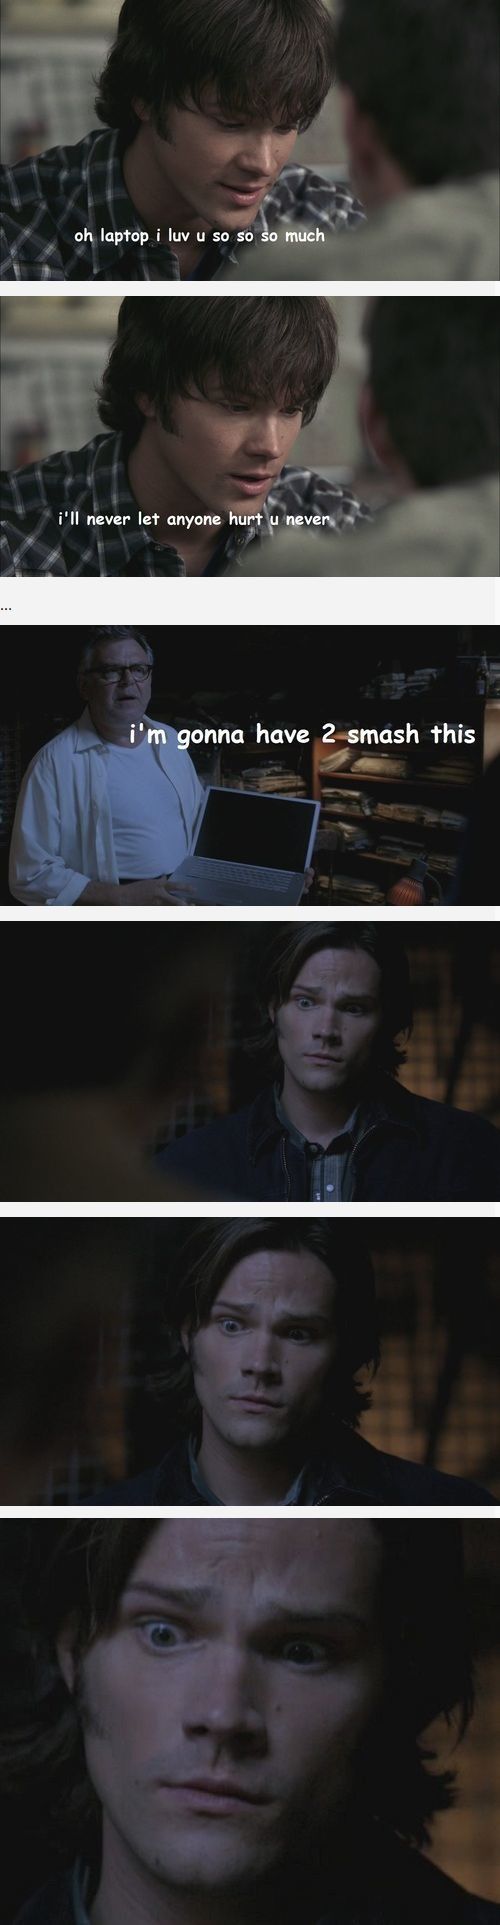 oh laptop i luv u so so so much
i'll never let anyone hurt u never
...
i'm gonna have 2 smash this